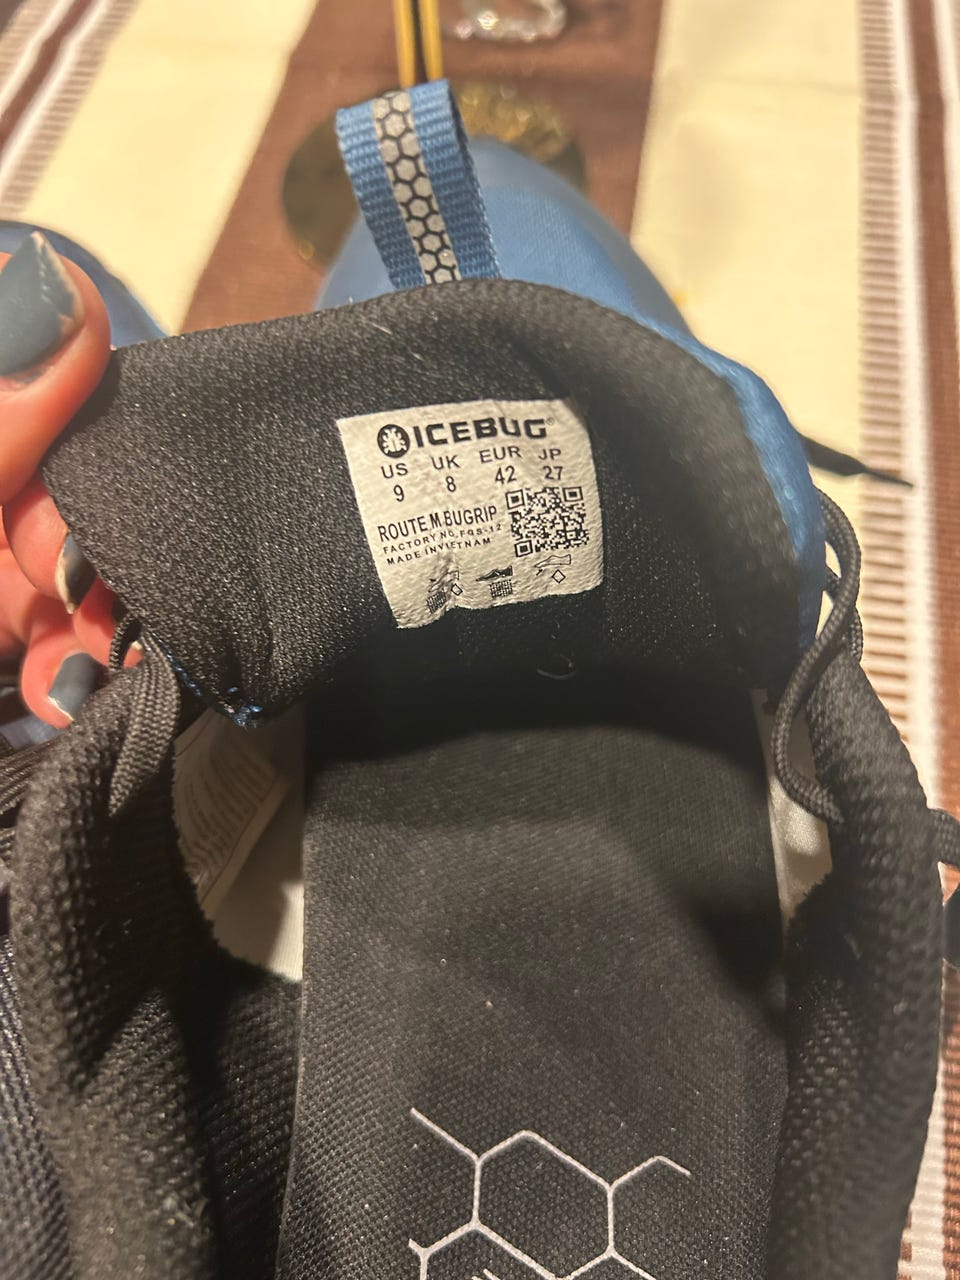 ICEBUG®
US UK EUR JP
9 8 42 27
ROUTE M BUGRIP
FACTORY NO. FGS-12
MADE IN VIETNAM